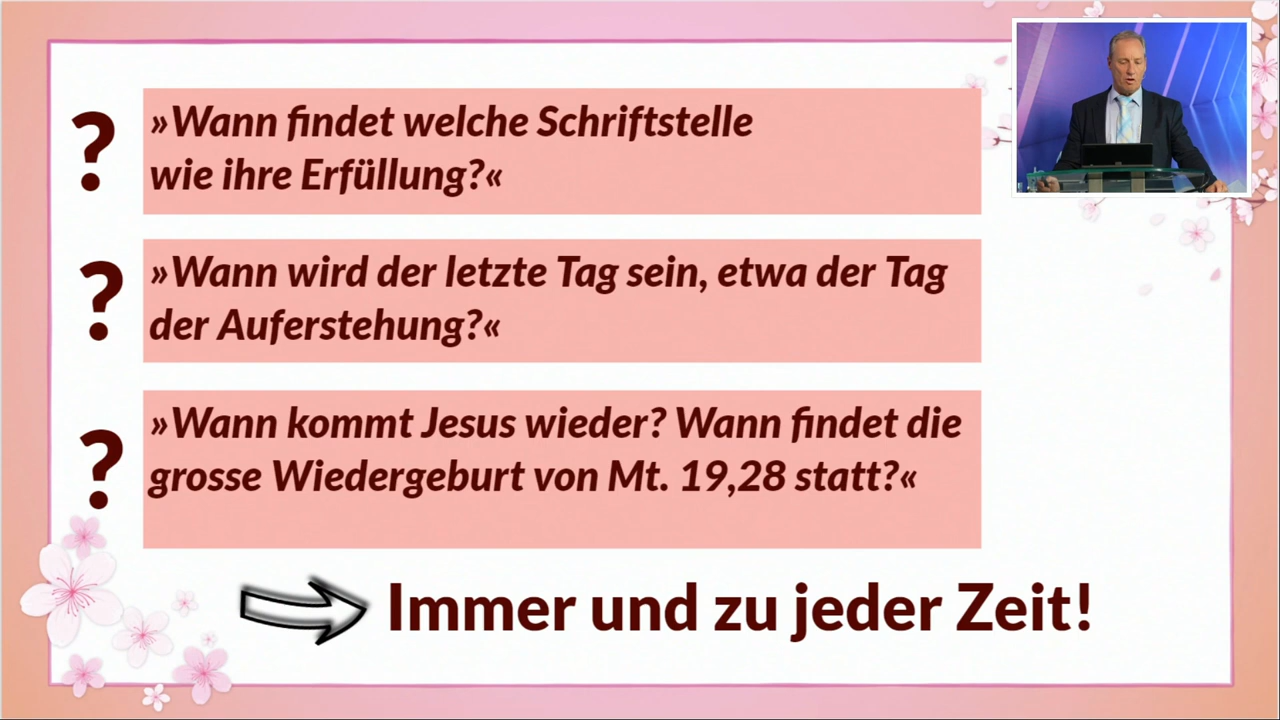 ?
»Wann findet welche Schriftstelle
wie ihre Erfüllung?«
?
»Wann wird der letzte Tag sein, etwa der Tag
der Auferstehung?«
?
»Wann kommt Jesus wieder? Wann findet die
grosse Wiedergeburt von Mt. 19,28 statt?«
Immer und zu jeder Zeit!